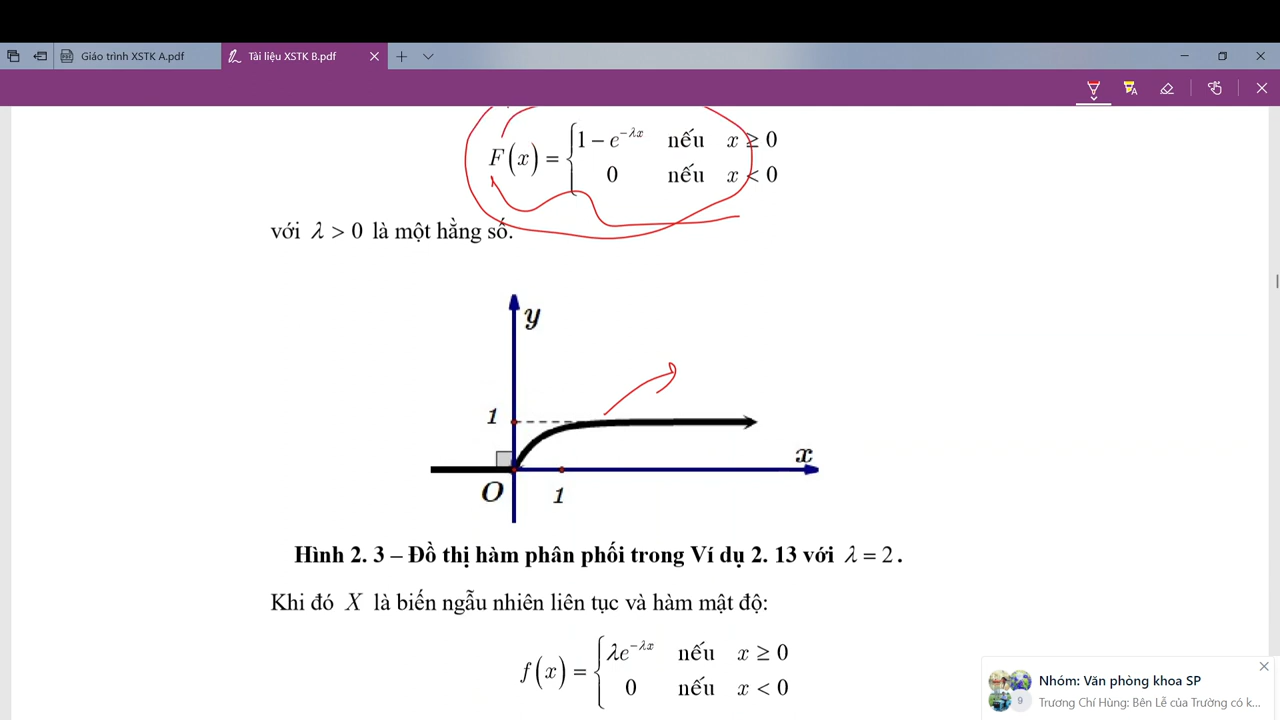 Giáo trình XSTK A.pdf
Tài liệu XSTK B.pdf
F(x) = { 1 − e^{−λx} nếu x ≥ 0
0 nếu x < 0
với λ > 0 là một hằng số.
y
1
x
O
1
Hình 2. 3 – Đồ thị hàm phân phối trong Ví dụ 2. 13 với λ = 2.
Khi đó X là biến ngẫu nhiên liên tục và hàm mật độ:
f(x) = { λe^{−λx} nếu x ≥ 0
0 nếu x < 0
Nhóm: Văn phòng khoa SP
9
Trương Chí Hùng: Bên Lễ của Trường có k...